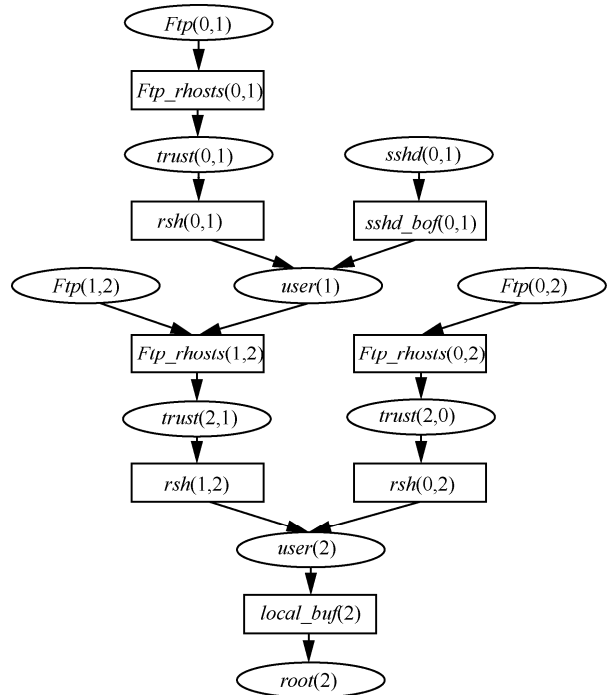 Ftp(0,1)
Ftp_rhosts(0,1)
trust(0,1)
sshd(0,1)
rsh(0,1)
sshd_bof(0,1)
Ftp(1,2)
user(1)
Ftp(0,2)
Ftp_rhosts(1,2)
Ftp_rhosts(0,2)
trust(2,1)
trust(2,0)
rsh(1,2)
rsh(0,2)
user(2)
local_buf(2)
root(2)